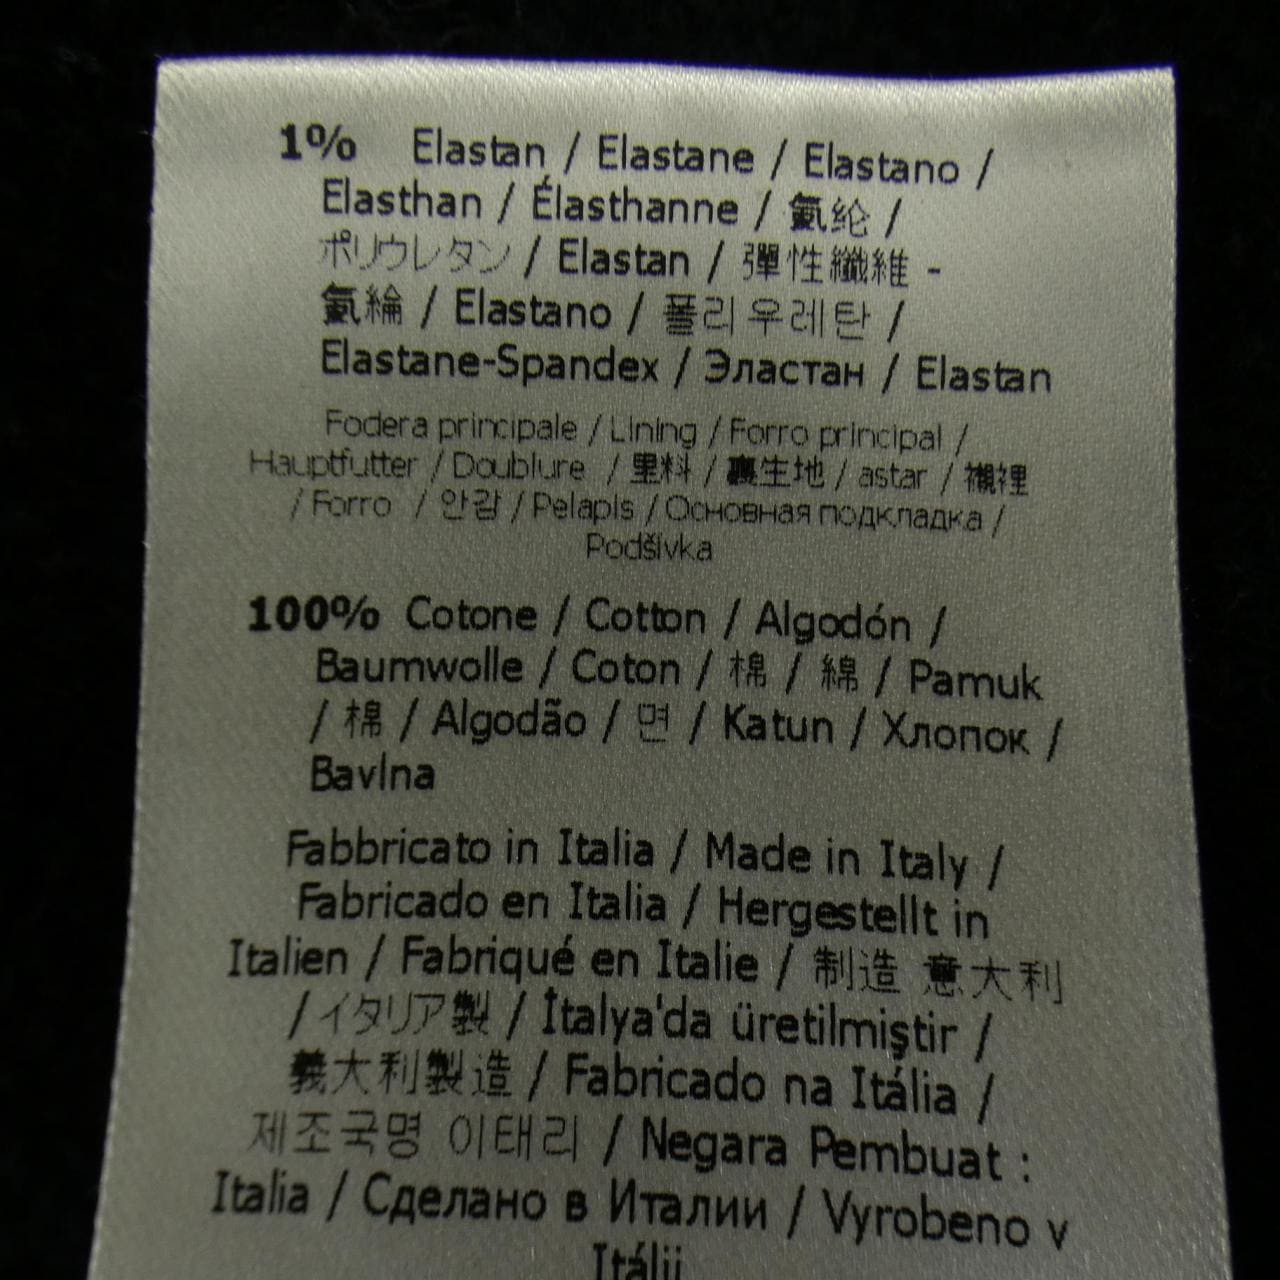 1% Elastan / Elastane / Elastano /
Elasthan / Élasthanne / 氨纶 /
ポリウレタン / Elastan / 彈性纖維 -
氨綸 / Elastano / 폴리우레탄 /
Elastane-Spandex / Эластан / Elastan
Fodera principale / Lining / Forro principal /
Hauptfutter / Doublure / 里料 / 裏生地 / astar / 襯裡
/ Forro / 안감 / Pelapis / Основная подкладка /
Podšívka
100% Cotone / Cotton / Algodón /
Baumwolle / Coton / 棉 / 綿 / Pamuk
/ 棉 / Algodão / 면 / Katun / Хлопок /
Bavlna
Fabbricato in Italia / Made in Italy /
Fabricado en Italia / Hergestellt in
Italien / Fabriqué en Italie / 制造 意大利
/ イタリア製 / İtalya'da üretilmiştir /
義大利製造 / Fabricado na Itália /
제조국명 이태리 / Negara Pembuat :
Italia / Сделано в Италии / Vyrobeno v
Itálii